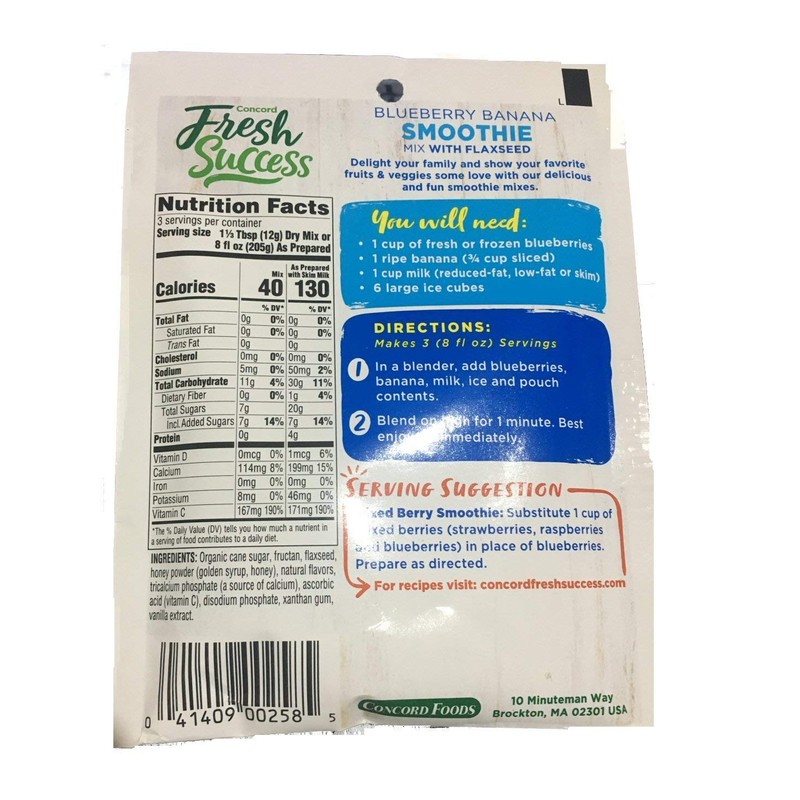 Concord
Fresh
Success
BLUEBERRY BANANA
SMOOTHIE
MIX WITH FLAXSEED
Delight your family and show your favorite
fruits & veggies some love with our delicious
and fun smoothie mixes.
Nutrition Facts
3 servings per container
Serving size 1⅓ Tbsp (12g) Dry Mix or
8 fl oz (205g) As Prepared
As Prepared
Mix with Skim Milk
Calories 40 130
% DV* % DV*
Total Fat 0g 0% 0g 0%
Saturated Fat 0g 0% 0g 0%
Trans Fat 0g 0g
Cholesterol 0mg 0% 0mg 0%
Sodium 5mg 0% 50mg 2%
Total Carbohydrate 11g 4% 30g 11%
Dietary Fiber 0g 0% 1g 4%
Total Sugars 7g 20g
Incl. Added Sugars 7g 14% 7g 14%
Protein 0g 4g
Vitamin D 0mcg 0% 1mcg 6%
Calcium 114mg 8% 199mg 15%
Iron 0mg 0% 0mg 0%
Potassium 8mg 0% 46mg 0%
Vitamin C 167mg 190% 171mg 190%
*The % Daily Value (DV) tells you how much a nutrient in
a serving of food contributes to a daily diet.
INGREDIENTS: Organic cane sugar, fructan, flaxseed,
honey powder (golden syrup, honey), natural flavors,
tricalcium phosphate (a source of calcium), ascorbic
acid (vitamin C), disodium phosphate, xanthan gum,
vanilla extract.
0 41409 00258 5
You will need:
• 1 cup of fresh or frozen blueberries
• 1 ripe banana (¾ cup sliced)
• 1 cup milk (reduced-fat, low-fat or skim)
• 6 large ice cubes
DIRECTIONS:
Makes 3 (8 fl oz) Servings
1 In a blender, add blueberries,
banana, milk, ice and pouch
contents.
2 Blend on for 1 minute. Best
SERVING SUGGESTION
Berry Smoothie: Substitute 1 cup of
berries (strawberries, raspberries
and blueberries) in place of blueberries.
Prepare as directed.
For recipes visit: concordfreshsuccess.com
CONCORD FOODS
10 Minuteman Way
Brockton, MA 02301 USA
L